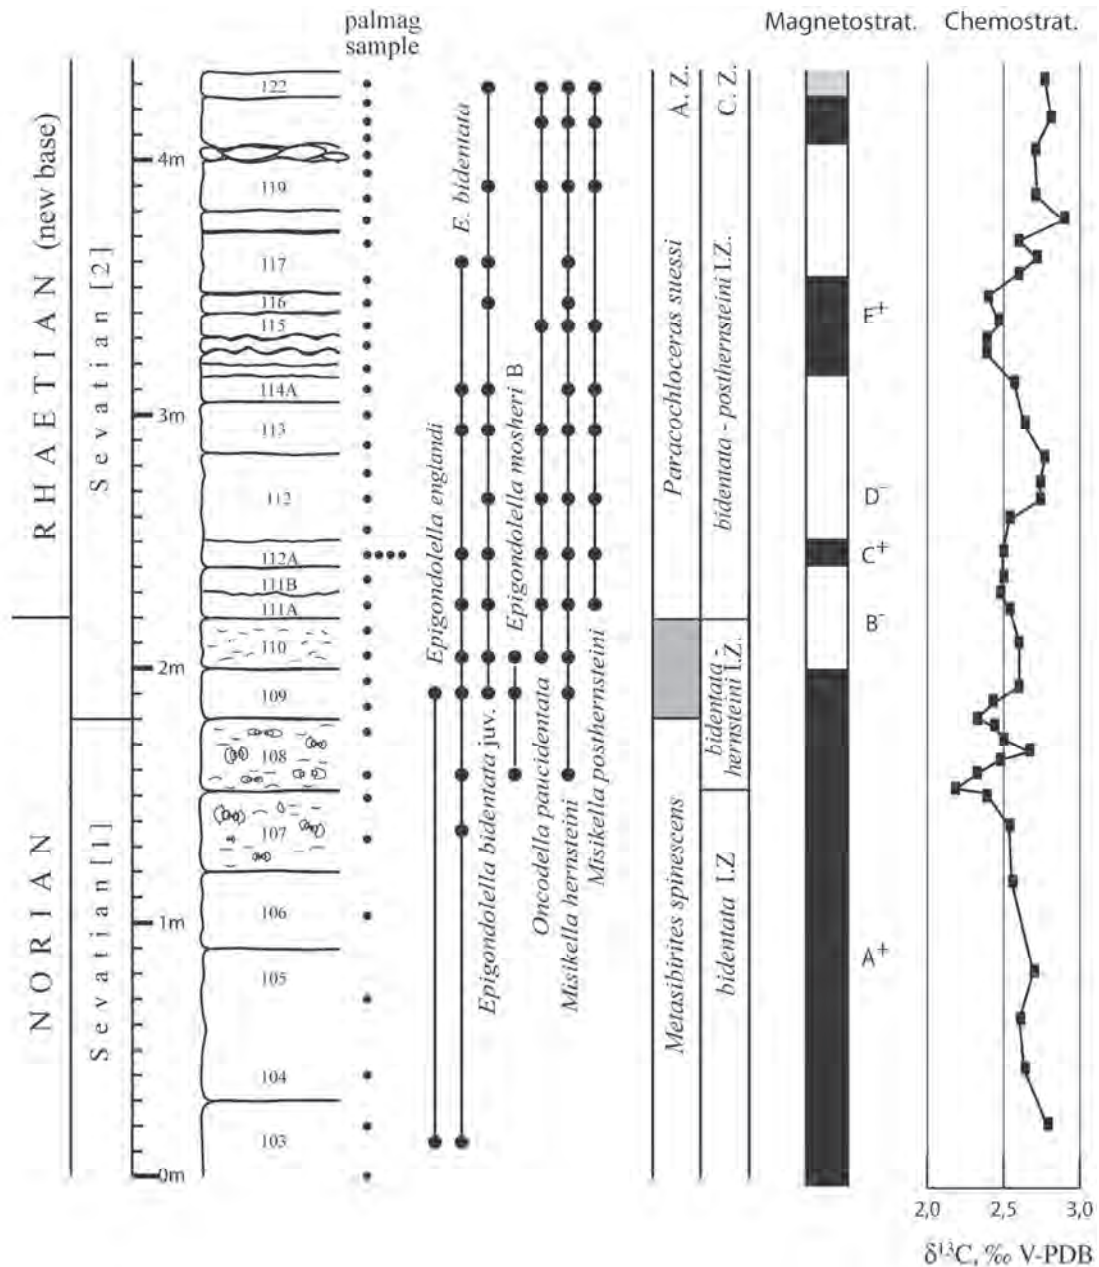 palmag
sample
Magnetostrat.
Chemostrat.
RHAETIAN (new base)
NORIAN
Sevatian [2]
Sevatian [1]
4m
3m
2m
1m
0m
122
119
117
116
115
114A
113
112
112A
111B
111A
110
109
108
107
106
105
104
103
Epigondolella englandi
E. bidentata
Epigondolella bidentata juv.
Epigondolella mosheri B
Oncodella paucidentata
Misikella hernsteini
Misikella posthernsteini
A. Z.
Paracochloceras suessi
Metasibirites spinescens
C. Z.
bidentata - posthernsteini I.Z..
bidentata -
hernsteini I.Z.
bidentata I.Z
D-
C+
B-
A+
2,0
2,5
3,0
δ13C, ‰ V-PDB